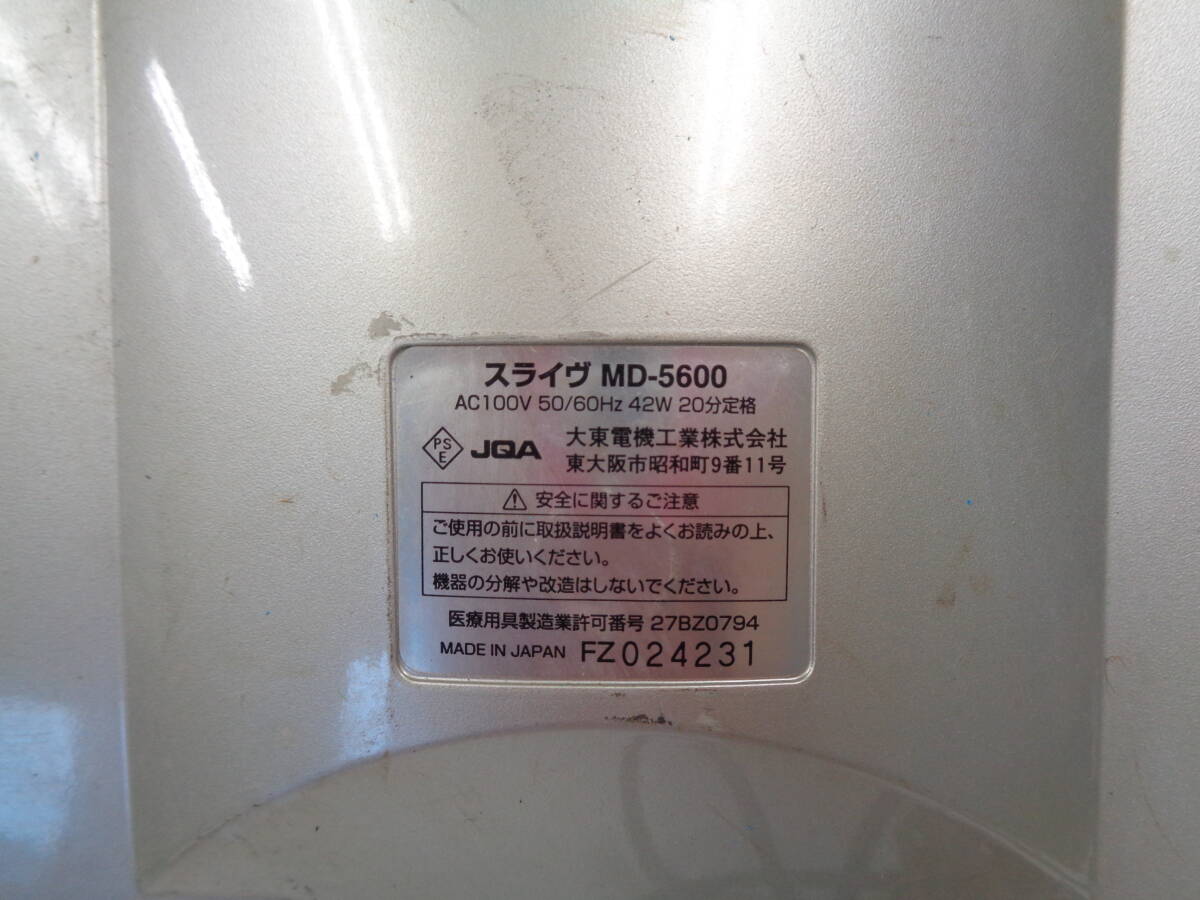 スライヴ MD-5600
AC100V 50/60Hz 42W 20分定格
PS
E
JQA
大東電機工業株式会社
東大阪市昭和町9番11号
安全に関するご注意
ご使用の前に取扱説明書をよくお読みの上、
正しくお使いください。
機器の分解や改造はしないでください。
医療用具製造業許可番号 27BZ0794
MADE IN JAPAN FZ024231